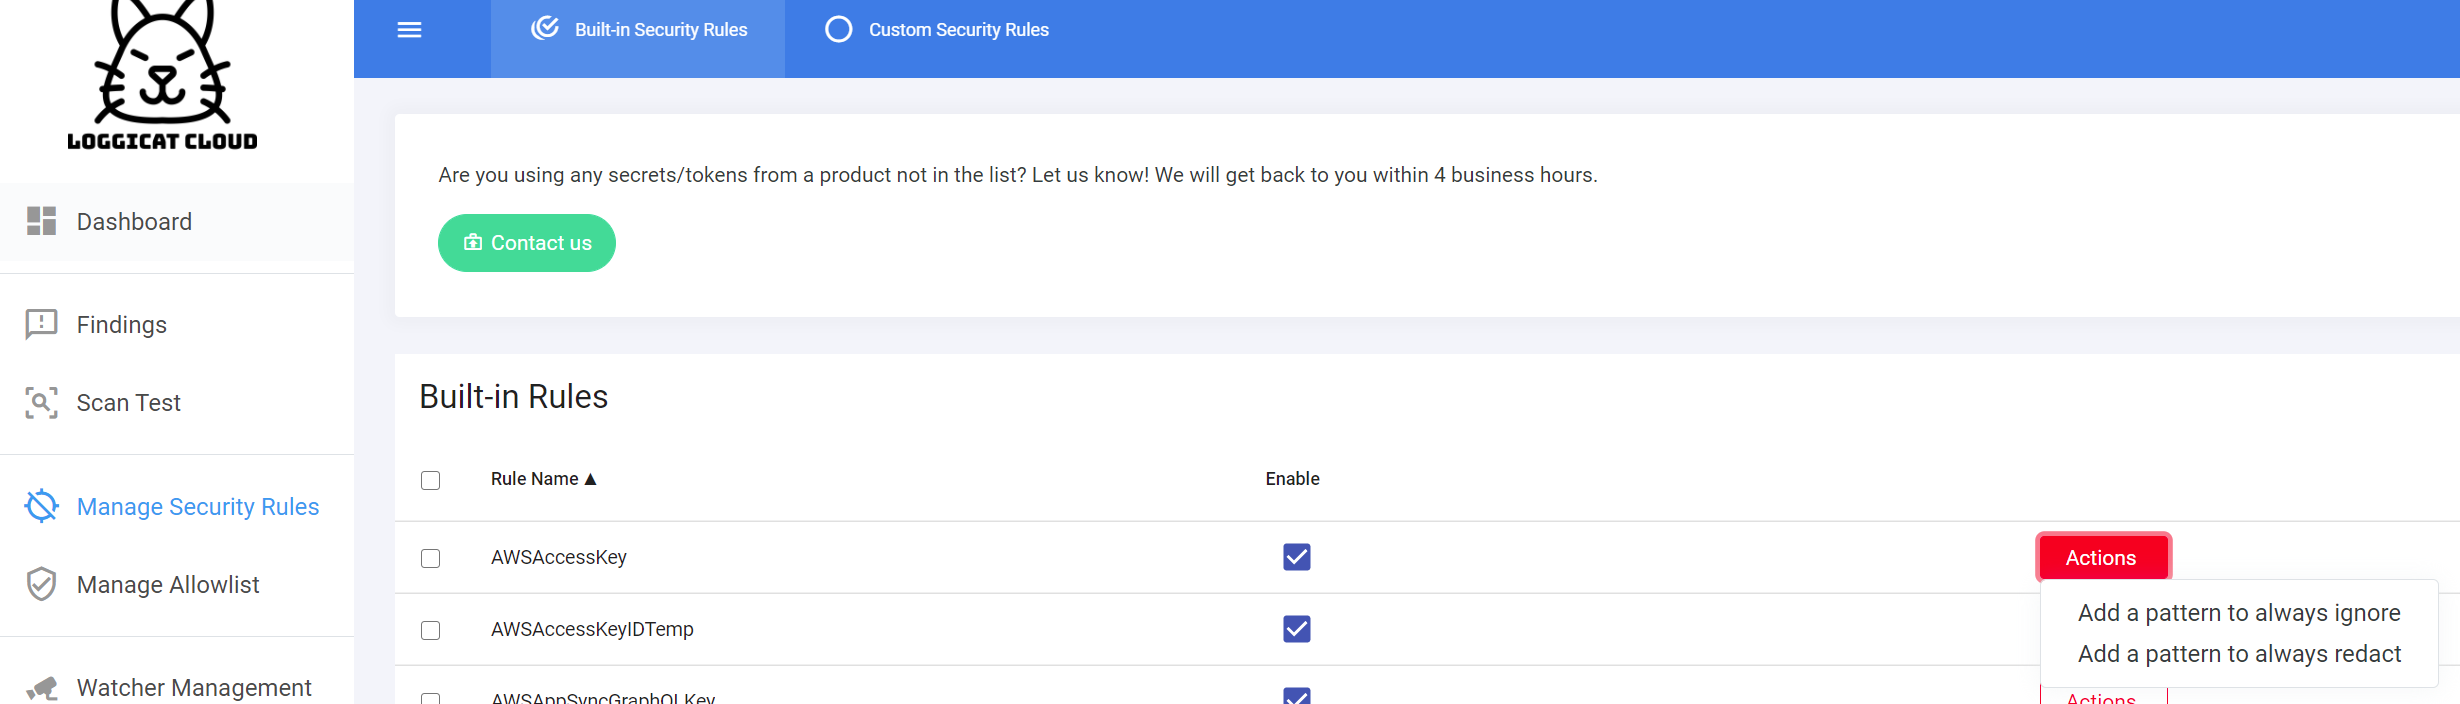 LOGGICAT CLOUD
Dashboard
Findings
Scan Test
Manage Security Rules
Manage Allowlist
Watcher Management
Built-in Security Rules
Custom Security Rules
Are you using any secrets/tokens from a product not in the list? Let us know! We will get back to you within 4 business hours.
Contact us
Built-in Rules
Rule Name ▲ Enable
AWSAccessKey Actions
Add a pattern to always ignore
AWSAccessKeyIDTemp
Add a pattern to always redact
AWSAppSyncGraphQLKey Actions